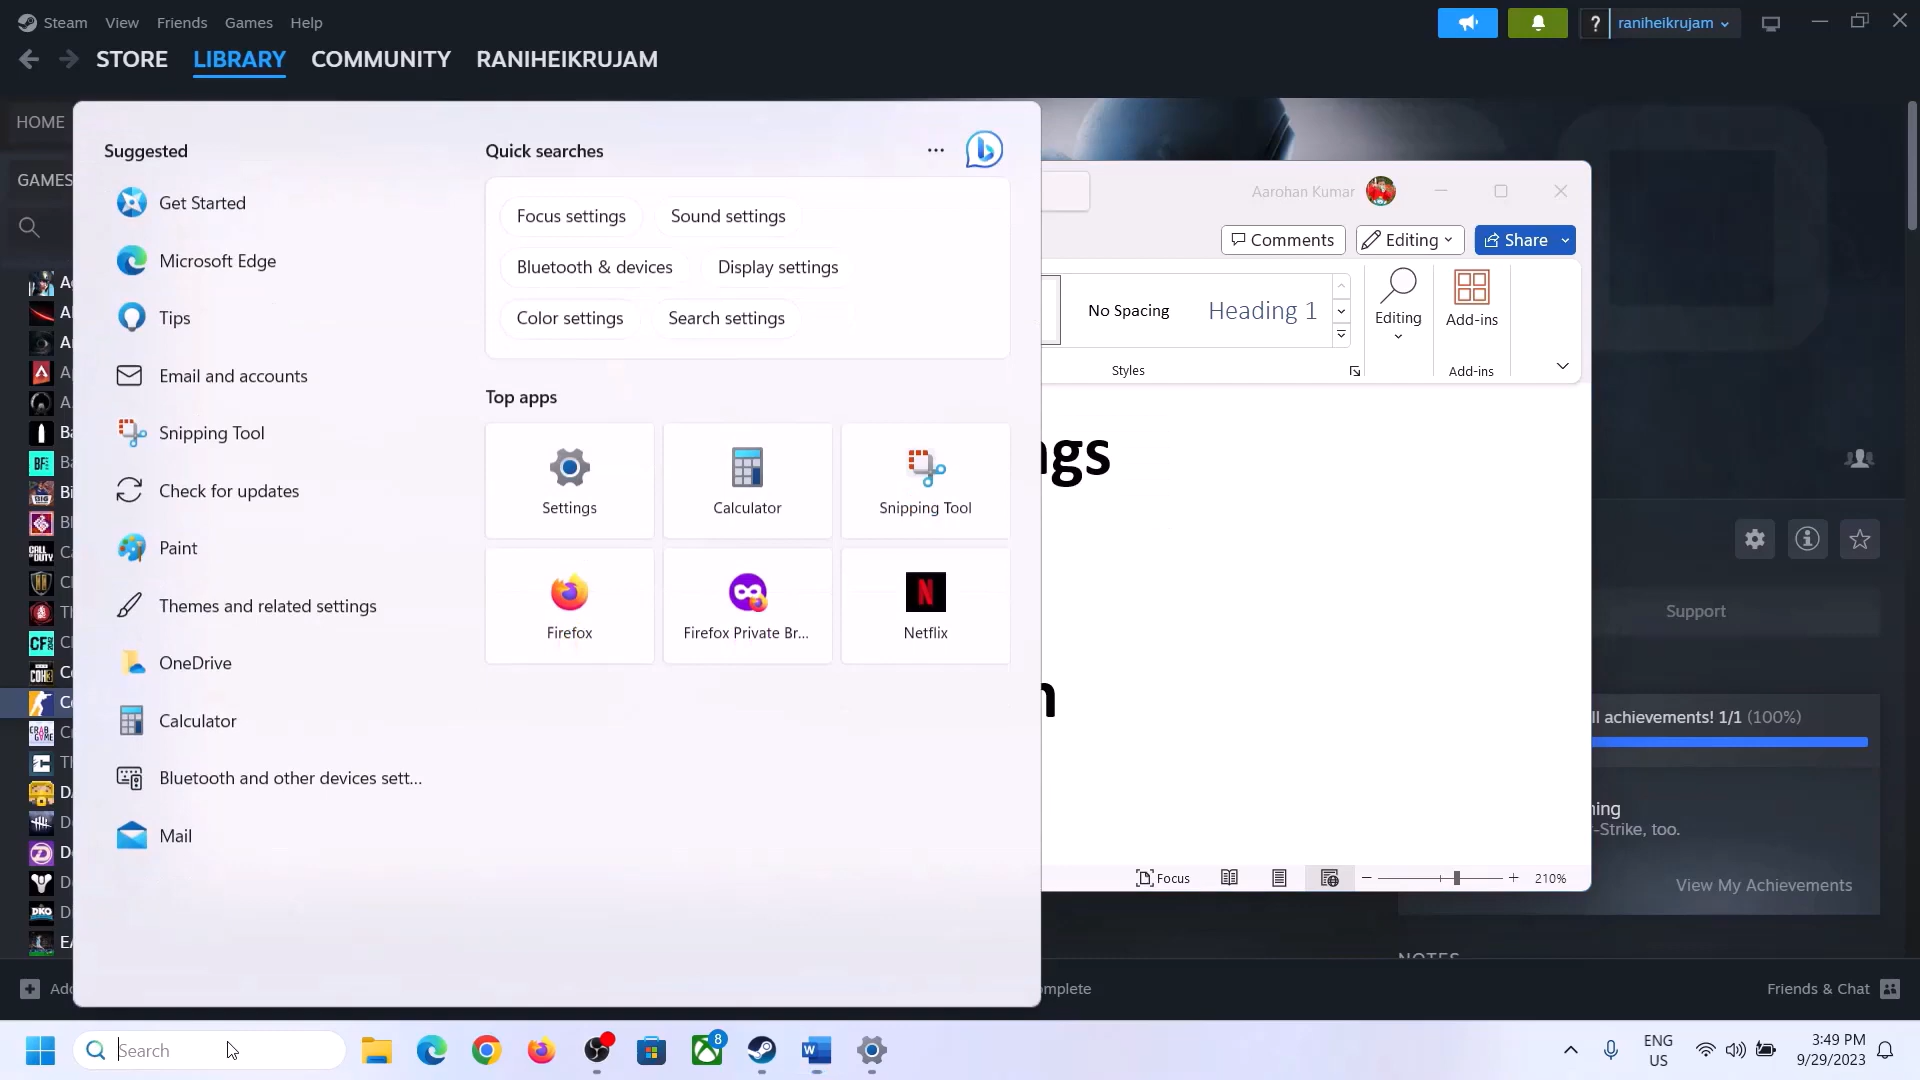 Steam View Friends Games Help
raniheikrujam
STORE LIBRARY COMMUNITY RANIHEIKRUJAM
HOME
GAMES
Suggested
Get Started
Microsoft Edge
Tips
Email and accounts
Snipping Tool
Check for updates
Paint
Themes and related settings
OneDrive
Calculator
Bluetooth and other devices sett...
Mail
Quick searches
Focus settings Sound settings
Bluetooth & devices Display settings
Color settings Search settings
Top apps
Settings Calculator Snipping Tool
Firefox Firefox Private Br... Netflix
Aarohan Kumar
Comments Editing Share
No Spacing Heading 1
Editing Add-ins
Styles Add-ins
ngs
n
Focus 210%
Support
ll achievements! 1/1 (100%)
ning
-Strike, too.
View My Achievements
NOTES
Add
omplete
Friends & Chat
Search
8
ENG
US
3:49 PM
9/29/2023